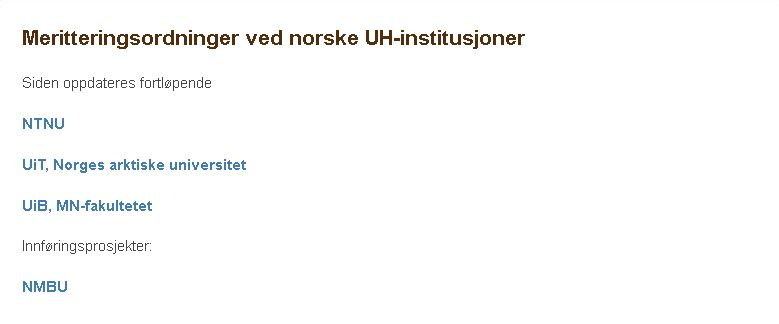 Meritteringsordninger ved norske UH-institusjoner
Siden oppdateres fortløpende
NTNU
UiT, Norges arktiske universitet
UiB, MN-fakultetet
Innføringsprosjekter:
NMBU